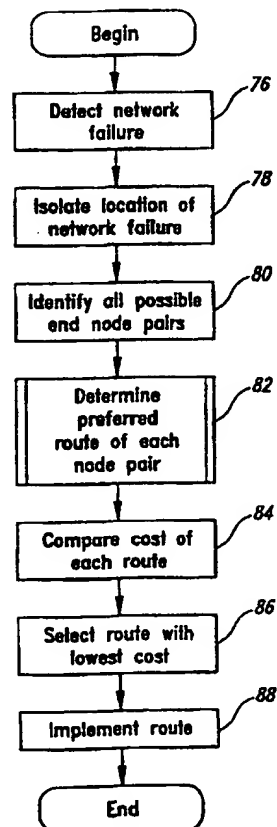 Begin
76
Detect network
failure
78
Isolate location of
network failure
80
Identify all possible
end node pairs
82
Determine
preferred
route of each
node pair
84
Compare cost of
each route
86
Select route with
lowest cost
88
Implement route
End